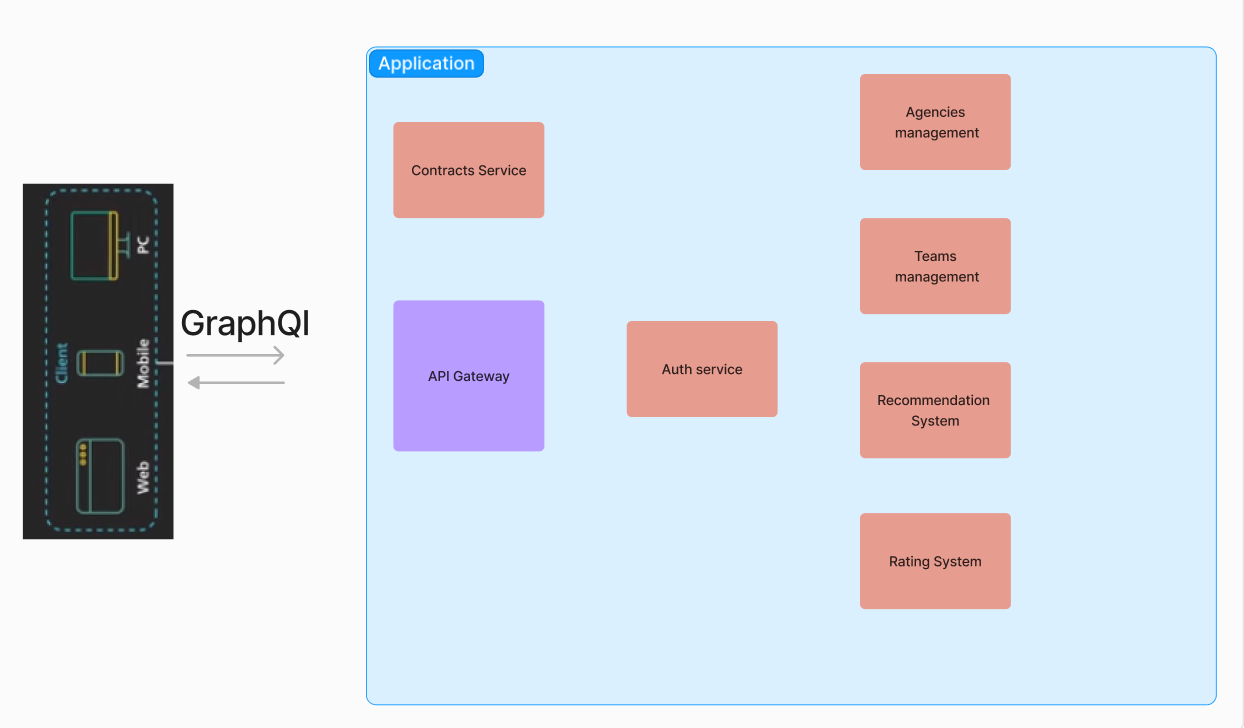 PC
Mobile
Client
Web
GraphQl
Application
Contracts Service
API Gateway
Auth service
Agencies
management
Teams
management
Recommendation
System
Rating System